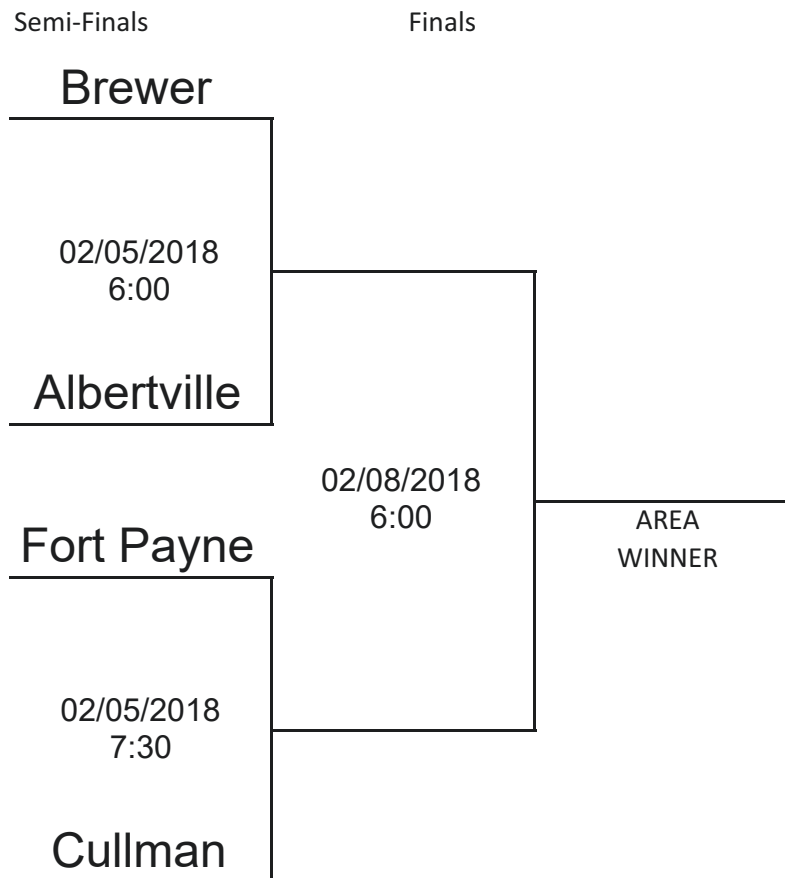 Semi-Finals
Finals
Brewer
02/05/2018
6:00
Albertville
02/08/2018
6:00
AREA
WINNER
Fort Payne
02/05/2018
7:30
Cullman